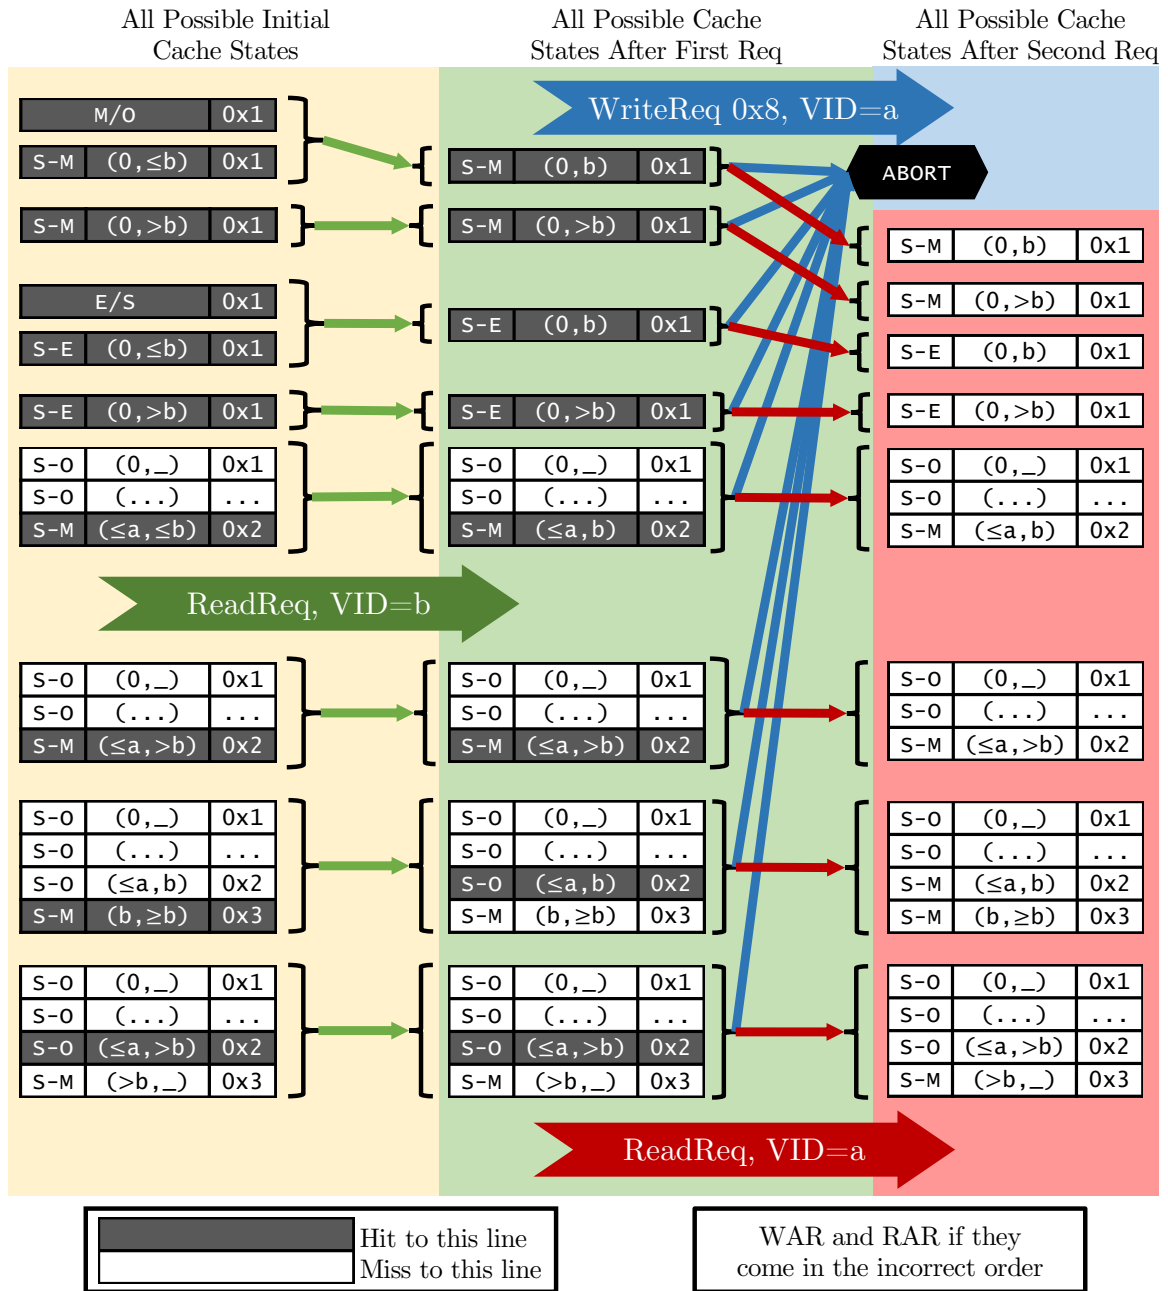 All Possible Initial
Cache States
All Possible Cache
States After First Req
All Possible Cache
States After Second Req
WriteReq 0x8, VID=a
ABORT
M/O 0x1
S-M (0,≤b) 0x1
S-M (0,>b) 0x1
E/S 0x1
S-E (0,≤b) 0x1
S-E (0,>b) 0x1
S-O (0,_) 0x1
S-O (...) ...
S-M (≤a,≤b) 0x2
S-M (0,b) 0x1
S-M (0,>b) 0x1
S-E (0,b) 0x1
S-E (0,>b) 0x1
S-O (0,_) 0x1
S-O (...) ...
S-M (≤a,b) 0x2
S-M (0,b) 0x1
S-M (0,>b) 0x1
S-E (0,b) 0x1
S-E (0,>b) 0x1
S-O (0,_) 0x1
S-O (...) ...
S-M (≤a,b) 0x2
ReadReq, VID=b
S-O (0,_) 0x1
S-O (...) ...
S-M (≤a,>b) 0x2
S-O (0,_) 0x1
S-O (...) ...
S-O (≤a,b) 0x2
S-M (b,≥b) 0x3
S-O (0,_) 0x1
S-O (...) ...
S-O (≤a,>b) 0x2
S-M (>b,_) 0x3
S-O (0,_) 0x1
S-O (...) ...
S-M (≤a,>b) 0x2
S-O (0,_) 0x1
S-O (...) ...
S-O (≤a,b) 0x2
S-M (b,≥b) 0x3
S-O (0,_) 0x1
S-O (...) ...
S-O (≤a,>b) 0x2
S-M (>b,_) 0x3
S-O (0,_) 0x1
S-O (...) ...
S-M (≤a,>b) 0x2
S-O (0,_) 0x1
S-O (...) ...
S-M (≤a,b) 0x2
S-M (b,≥b) 0x3
S-O (0,_) 0x1
S-O (...) ...
S-O (≤a,>b) 0x2
S-M (>b,_) 0x3
ReadReq, VID=a
Hit to this line
Miss to this line
WAR and RAR if they
come in the incorrect order